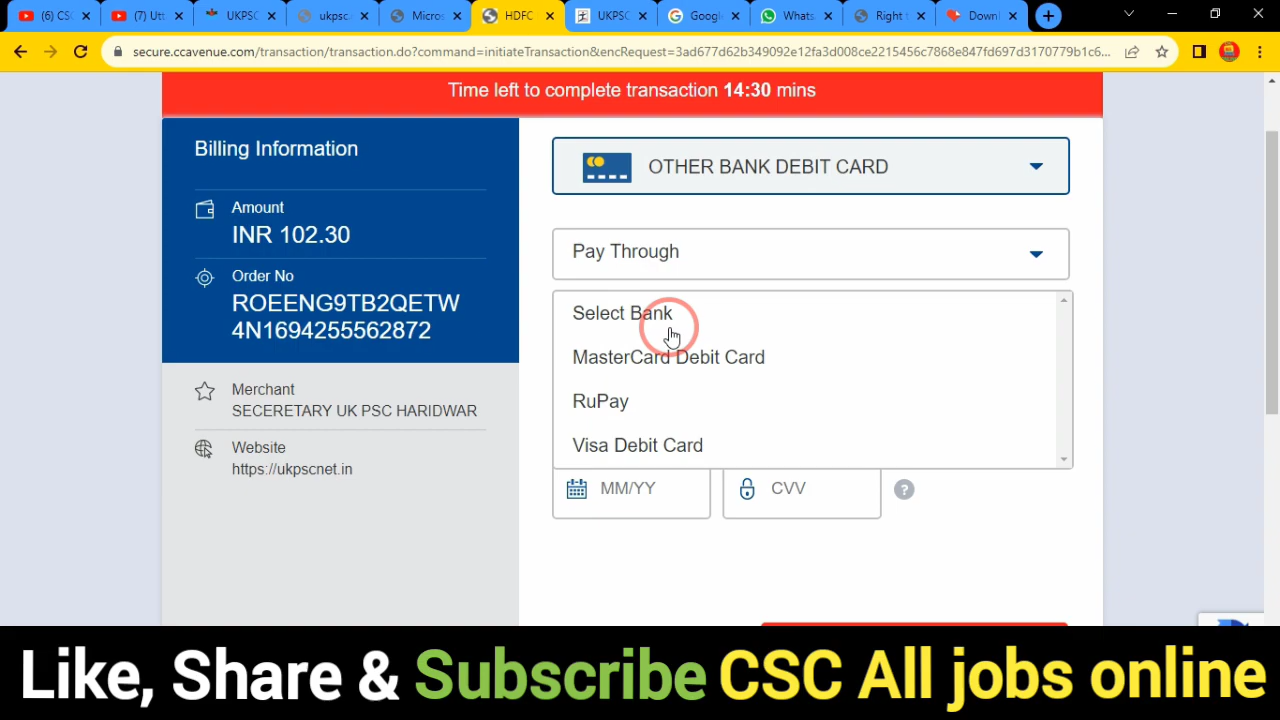 (6) CSC
(7) Utt
UKPSC
ukpsc.
Micros
HDFC
UKPSC
Google
Whats
Right t
Downl
secure.ccavenue.com/transaction/transaction.do?command=initiateTransaction&encRequest=3ad677d62b349092e12fa3d008ce2215456c7868e847fd697d3170779b1c6...
Time left to complete transaction 14:30 mins
Billing Information
Amount
INR 102.30
Order No
ROEENG9TB2QETW
4N1694255562872
Merchant
SECERETARY UK PSC HARIDWAR
Website
https://ukpscnet.in
OTHER BANK DEBIT CARD
Pay Through
Select Bank
MasterCard Debit Card
RuPay
Visa Debit Card
MM/YY
CVV
?
Like, Share & Subscribe CSC All jobs online